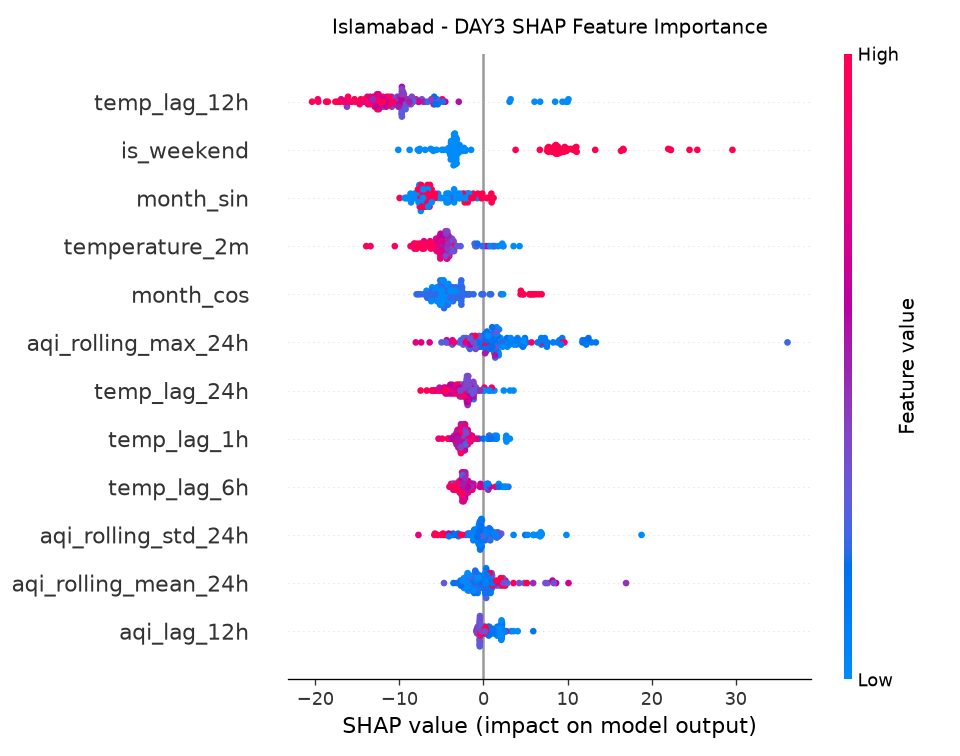 Islamabad - DAY3 SHAP Feature Importance
High
temp_lag_12h
is_weekend
month_sin
temperature_2m
month_cos
aqi_rolling_max_24h
temp_lag_24h
temp_lag_1h
temp_lag_6h
aqi_rolling_std_24h
aqi_rolling_mean_24h
aqi_lag_12h
Feature value
Low
−20 −10 0 10 20 30
SHAP value (impact on model output)